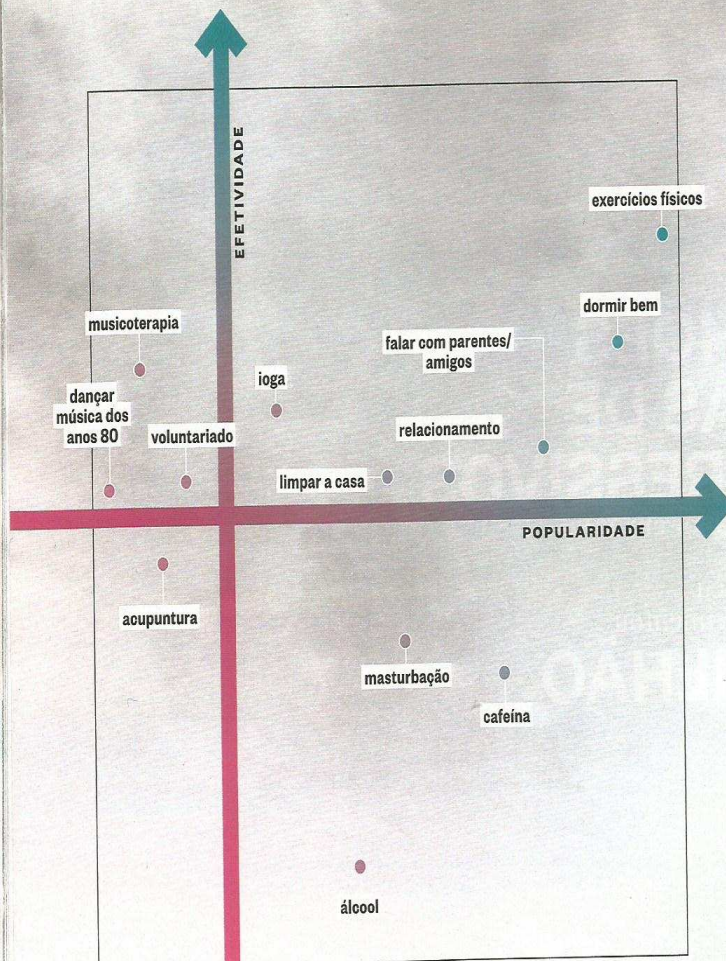 EFETIVIDADE
exercícios físicos
dormir bem
musicoterapia
falar com parentes/
amigos
ioga
dançar
música dos
anos 80
voluntariado
relacionamento
limpar a casa
POPULARIDADE
acupuntura
masturbação
cafeína
álcool